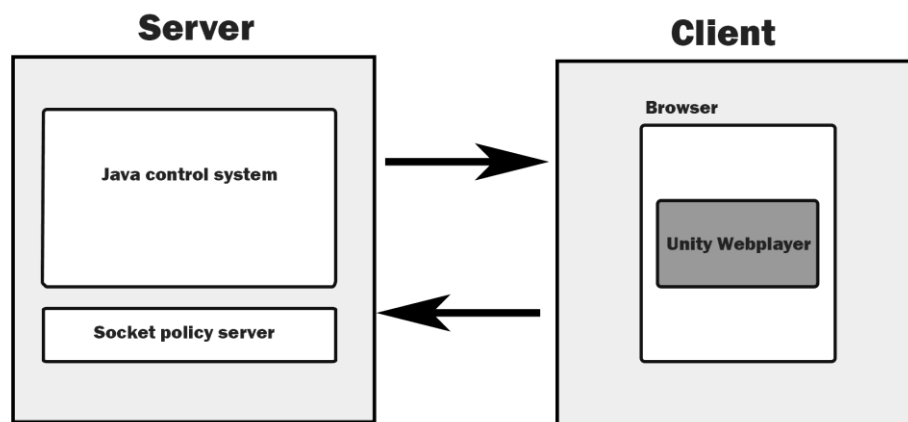 Server
Client
Browser
Java control system
Unity Webplayer
Socket policy server